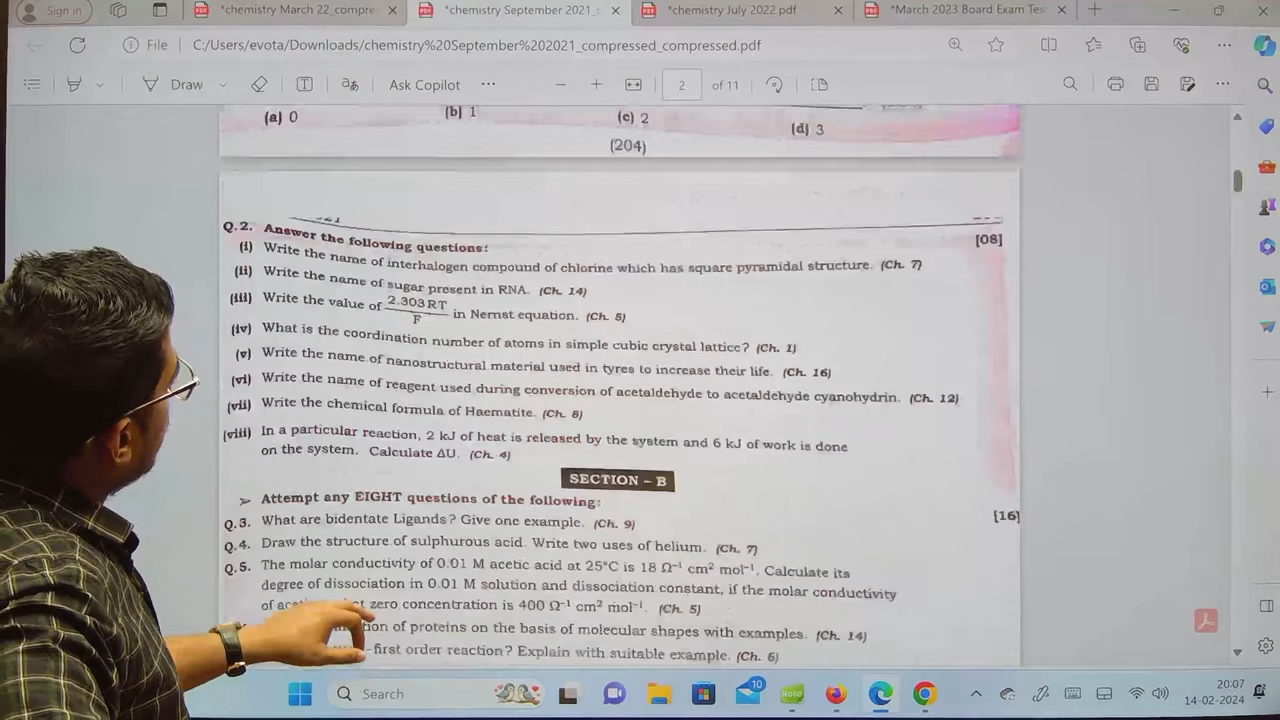 Sign in
*chemistry March 22_compre
*chemistry September 2021_
*chemistry July 2022.pdf
*March 2023 Board Exam Tes
File C:/Users/evota/Downloads/chemistry%20September%202021_compressed_compressed.pdf
Draw
Ask Copilot
2 of 11
(a) 0 (b) 1 (c) 2 (d) 3
(204)
Q.2. Answer the following questions: [08]
(i) Write the name of interhalogen compound of chlorine which has square pyramidal structure. (Ch. 7)
(ii) Write the name of sugar present in RNA. (Ch. 14)
(iii) Write the value of 2.303 RT / F in Nernst equation. (Ch. 5)
(iv) What is the coordination number of atoms in simple cubic crystal lattice? (Ch. 1)
(v) Write the name of nanostructural material used in tyres to increase their life. (Ch. 16)
(vi) Write the name of reagent used during conversion of acetaldehyde to acetaldehyde cyanohydrin. (Ch. 12)
(vii) Write the chemical formula of Haematite. (Ch. 8)
(viii) In a particular reaction, 2 kJ of heat is released by the system and 6 kJ of work is done
on the system. Calculate ΔU. (Ch. 4)
SECTION – B
➢ Attempt any EIGHT questions of the following: [16]
Q.3. What are bidentate Ligands? Give one example. (Ch. 9)
Q.4. Draw the structure of sulphurous acid. Write two uses of helium. (Ch. 7)
Q.5. The molar conductivity of 0.01 M acetic acid at 25°C is 18 Ω⁻¹ cm² mol⁻¹. Calculate its
degree of dissociation in 0.01 M solution and dissociation constant, if the molar conductivity
of zero concentration is 400 Ω⁻¹ cm² mol⁻¹. (Ch. 5)
of proteins on the basis of molecular shapes with examples. (Ch. 14)
-first order reaction? Explain with suitable example. (Ch. 6)
Search
10
20:07
14-02-2024